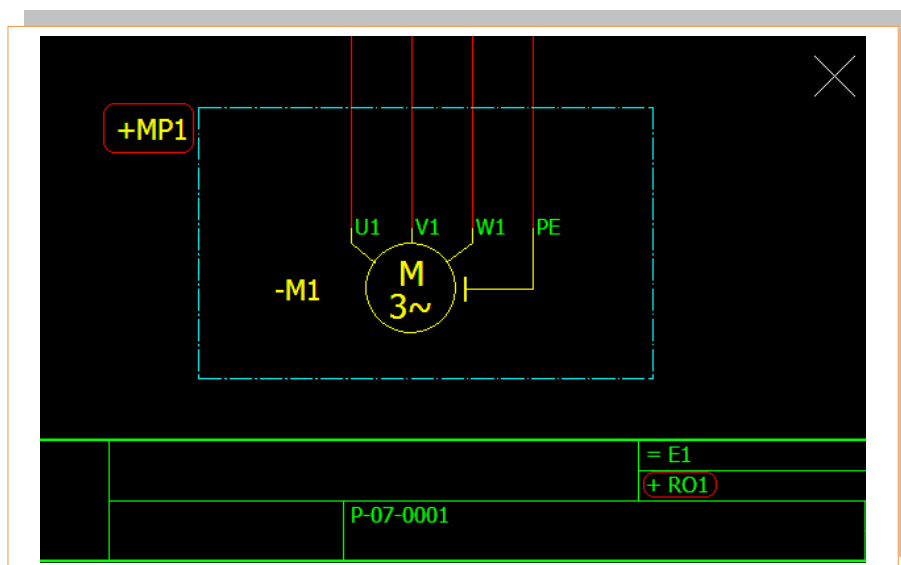 +MP1
U1 V1 W1 PE
M
-M1
3~
= E1
+ RO1
P-07-0001